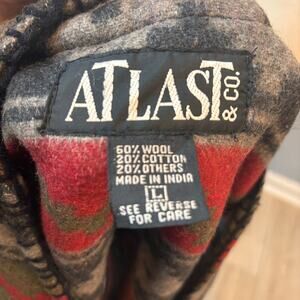 ATLAST & CO.
60% WOOL
20% COTTON
20% OTHERS
MADE IN INDIA
L
SEE REVERSE
FOR CARE